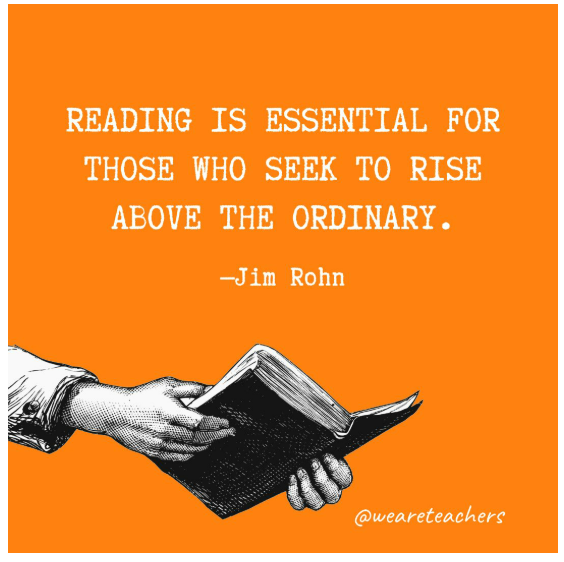 READING IS ESSENTIAL FOR
THOSE WHO SEEK TO RISE
ABOVE THE ORDINARY.
—Jim Rohn
@weareteachers